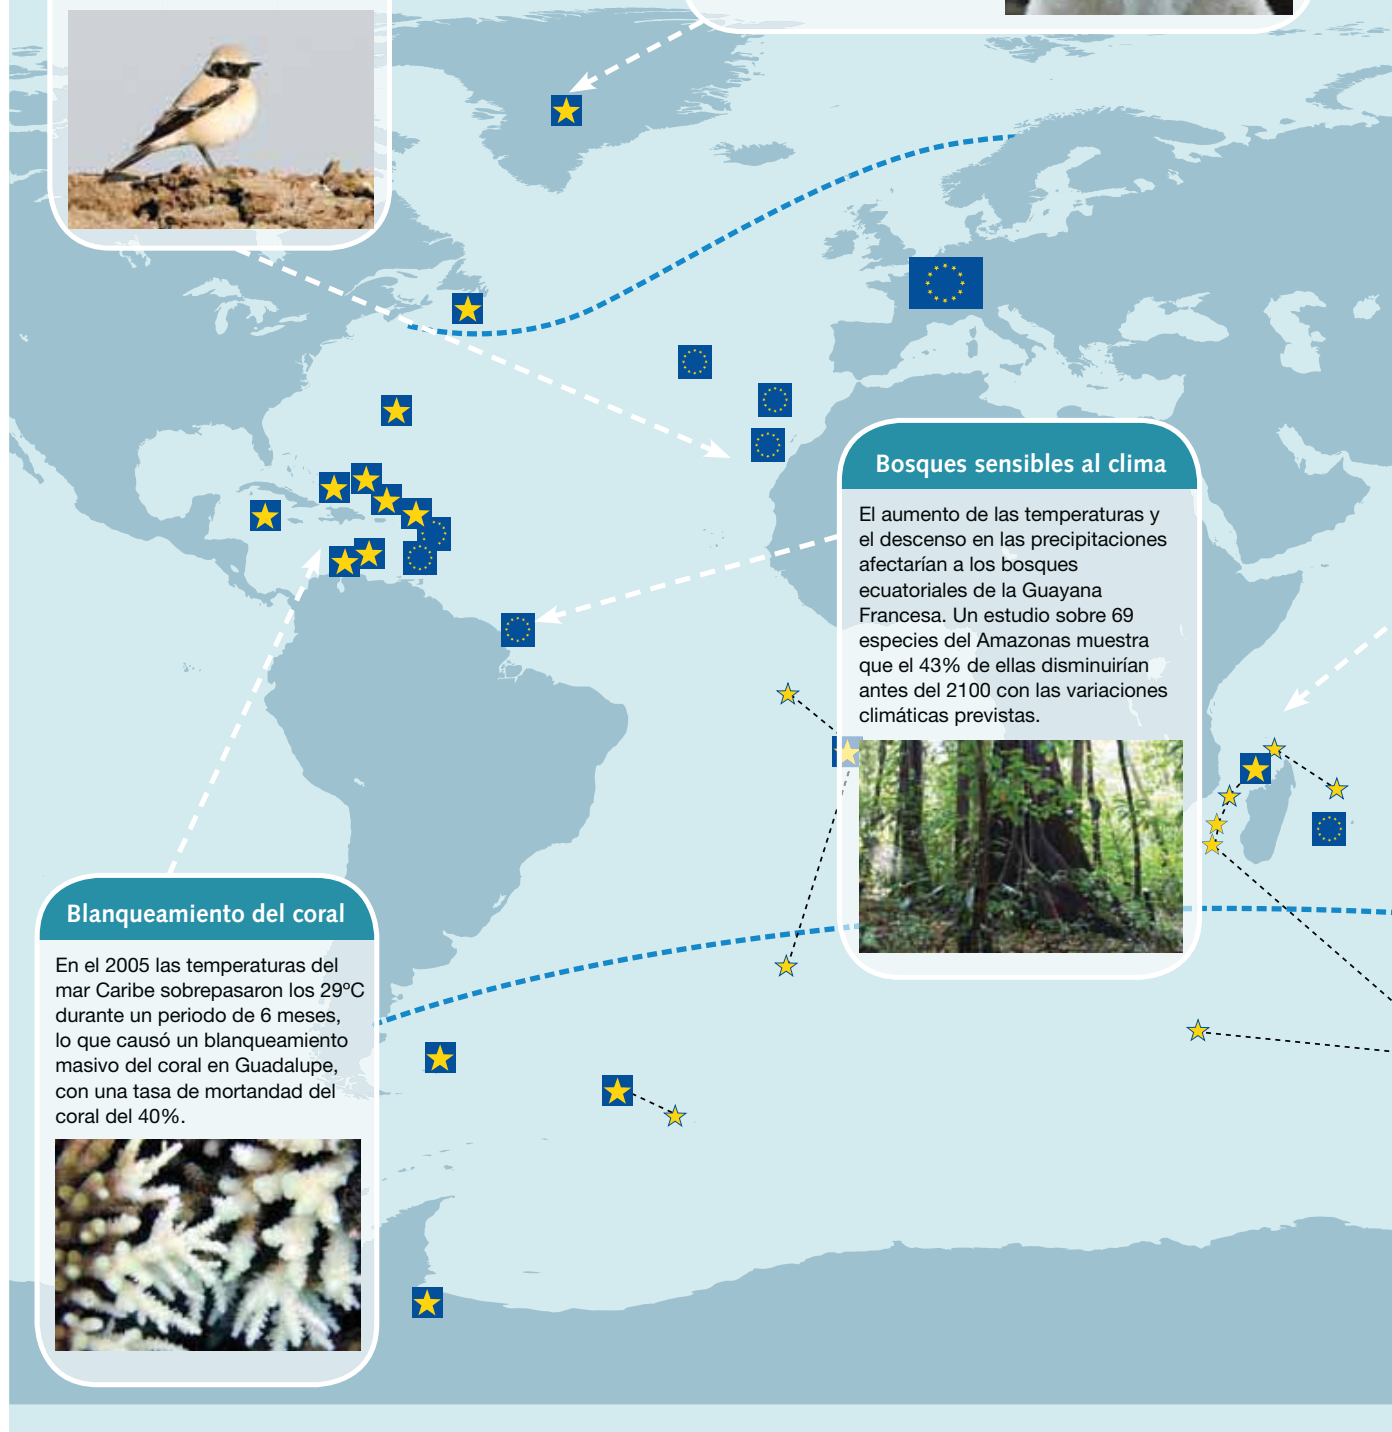 Bosques sensibles al clima
El aumento de las temperaturas y
el descenso en las precipitaciones
afectarían a los bosques
ecuatoriales de la Guayana
Francesa. Un estudio sobre 69
especies del Amazonas muestra
que el 43% de ellas disminuirían
antes del 2100 con las variaciones
climáticas previstas.
Blanqueamiento del coral
En el 2005 las temperaturas del
mar Caribe sobrepasaron los 29ºC
durante un periodo de 6 meses,
lo que causó un blanqueamiento
masivo del coral en Guadalupe,
con una tasa de mortandad del
coral del 40%.